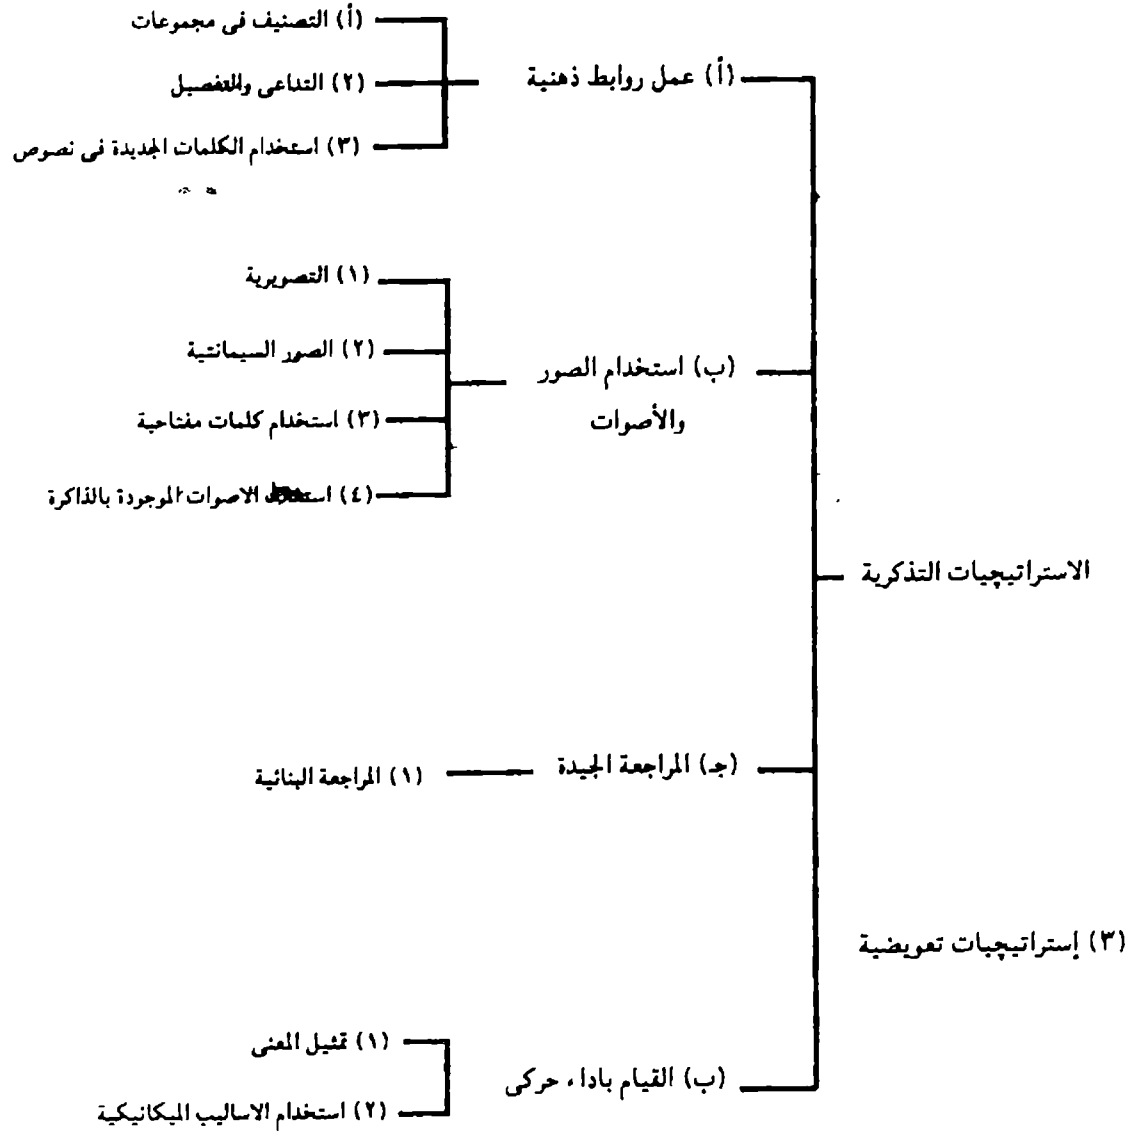 (أ) التصنيف فى مجموعات
(أ) عمل روابط ذهنية
(٢) التداعى والتفصيل
(٣) استخدام الكلمات الجديدة فى نصوص
(١) التصويرية
(٢) الصور السيمانتية
(ب) استخدام الصور
والأصوات
(٣) استخدام كلمات مفتاحية
(٤) الاصوات الموجودة بالذاكرة
الاستراتيچيات التذكرية
(جـ) المراجعة الجيدة
(١) المراجعة البنائية
(٣) إستراتيچيات تعويضية
(١) تمثيل المعنى
(ب) القيام باداء حركى
(٢) استخدام الاساليب الميكانيكية